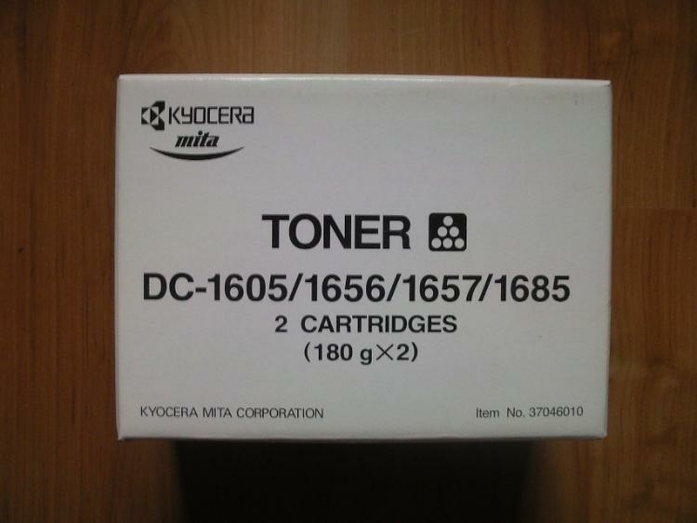 KYOCERA
mita
TONER
DC-1605/1656/1657/1685
2 CARTRIDGES
(180 g×2)
KYOCERA MITA CORPORATION Item No. 37046010